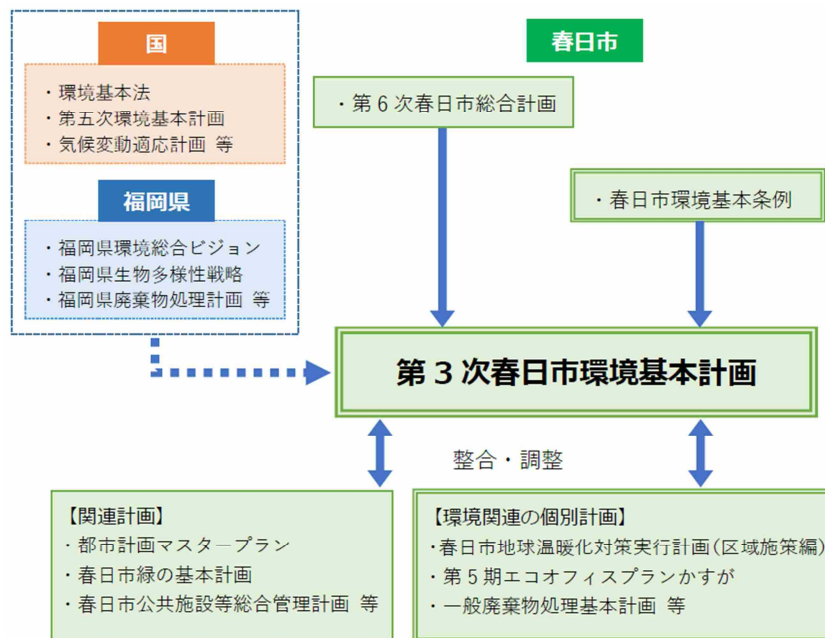 国
・環境基本法
・第五次環境基本計画
・気候変動適応計画 等
福岡県
・福岡県環境総合ビジョン
・福岡県生物多様性戦略
・福岡県廃棄物処理計画 等
春日市
・第6次春日市総合計画
・春日市環境基本条例
第3次春日市環境基本計画
整合・調整
【関連計画】
・都市計画マスタープラン
・春日市緑の基本計画
・春日市公共施設等総合管理計画 等
【環境関連の個別計画】
・春日市地球温暖化対策実行計画(区域施策編)
・第5期エコオフィスプランかすが
・一般廃棄物処理基本計画 等